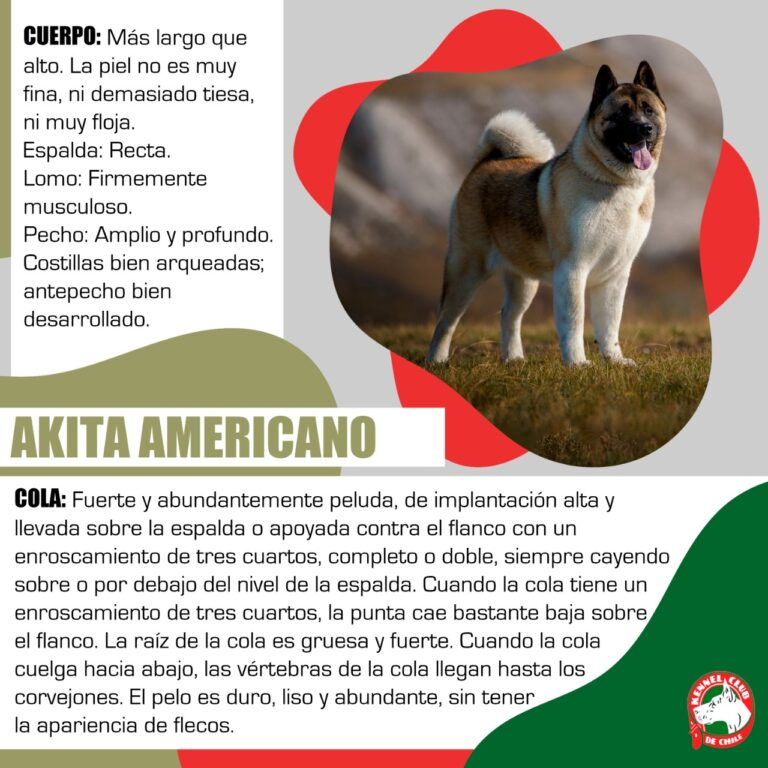 CUERPO: Más largo que
alto. La piel no es muy
fina, ni demasiado tiesa,
ni muy floja.
Espalda: Recta.
Lomo: Firmemente
musculoso.
Pecho: Amplio y profundo.
Costillas bien arqueadas;
antepecho bien
desarrollado.
AKITA AMERICANO
COLA: Fuerte y abundantemente peluda, de implantación alta y
llevada sobre la espalda o apoyada contra el flanco con un
enroscamiento de tres cuartos, completo o doble, siempre cayendo
sobre o por debajo del nivel de la espalda. Cuando la cola tiene un
enroscamiento de tres cuartos, la punta cae bastante baja sobre
el flanco. La raíz de la cola es gruesa y fuerte. Cuando la cola
cuelga hacia abajo, las vértebras de la cola llegan hasta los
corvejones. El pelo es duro, liso y abundante, sin tener
la apariencia de flecos.
KENNEL CLUB
DE CHILE